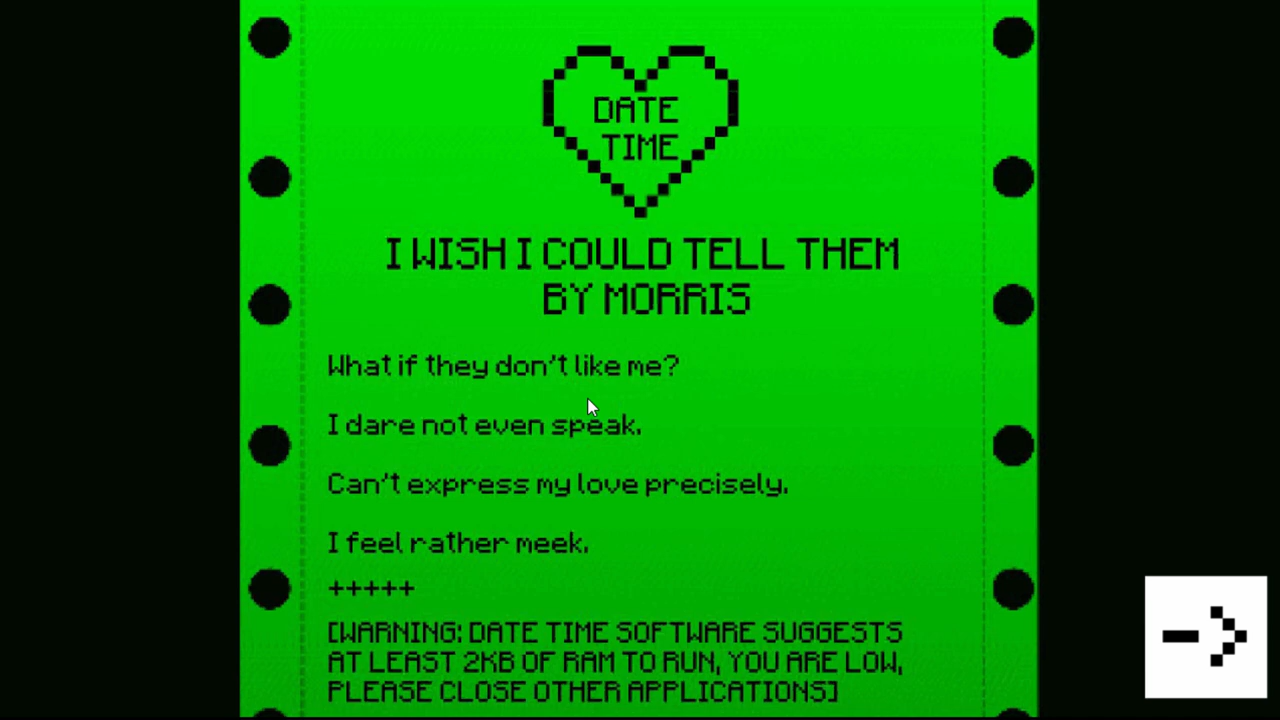 DATE
TIME
I WISH I COULD TELL THEM
BY MORRIS
What if they don't like me?
I dare not even speak.
Can't express my love precisely.
I feel rather meek.
+++++
[WARNING: DATE TIME SOFTWARE SUGGESTS
AT LEAST 2KB OF RAM TO RUN, YOU ARE LOW,
PLEASE CLOSE OTHER APPLICATIONS]